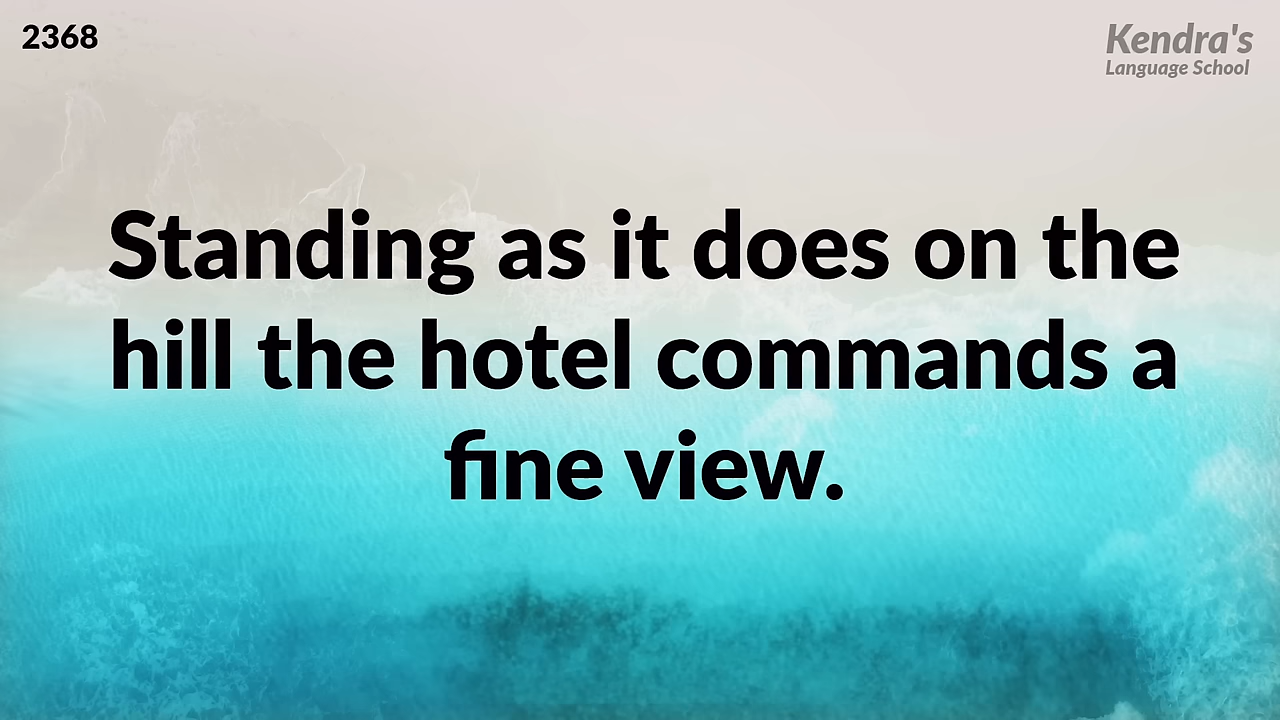 2368
Kendra's
Language School
Standing as it does on the
hill the hotel commands a
fine view.